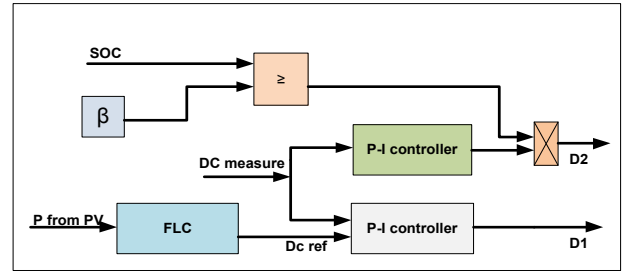 SOC
≥
β
P-I controller
DC measure
D2
P from PV
FLC
Dc ref
P-I controller
D1